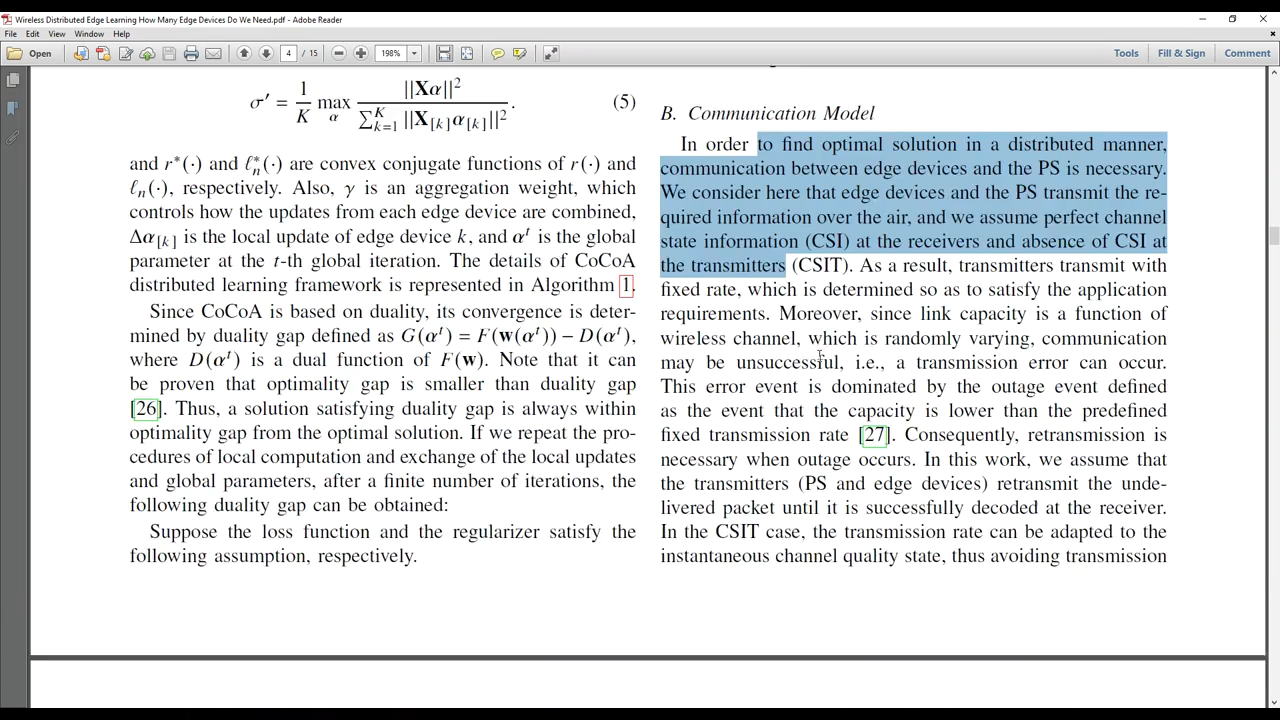 Wireless Distributed Edge Learning How Many Edge Devices Do We Need.pdf - Adobe Reader
File Edit View Window Help
Open 4 / 15 198% Tools Fill & Sign Comment
σ′ = 1/K max_α ||Xα||² / ∑_{k=1}^{K} ||X_[k] α_[k]||² . (5)
and r*(·) and ℓ*_n(·) are convex conjugate functions of r(·) and
ℓ_n(·), respectively. Also, γ is an aggregation weight, which
controls how the updates from each edge device are combined,
Δα_[k] is the local update of edge device k, and α^t is the global
parameter at the t-th global iteration. The details of CoCoA
distributed learning framework is represented in Algorithm 1.
Since CoCoA is based on duality, its convergence is deter-
mined by duality gap defined as G(α^t) = F(w(α^t)) − D(α^t),
where D(α^t) is a dual function of F(w). Note that it can
be proven that optimality gap is smaller than duality gap
[26]. Thus, a solution satisfying duality gap is always within
optimality gap from the optimal solution. If we repeat the pro-
cedures of local computation and exchange of the local updates
and global parameters, after a finite number of iterations, the
following duality gap can be obtained:
Suppose the loss function and the regularizer satisfy the
following assumption, respectively.
B. Communication Model
In order to find optimal solution in a distributed manner,
communication between edge devices and the PS is necessary.
We consider here that edge devices and the PS transmit the re-
quired information over the air, and we assume perfect channel
state information (CSI) at the receivers and absence of CSI at
the transmitters (CSIT). As a result, transmitters transmit with
fixed rate, which is determined so as to satisfy the application
requirements. Moreover, since link capacity is a function of
wireless channel, which is randomly varying, communication
may be unsuccessful, i.e., a transmission error can occur.
This error event is dominated by the outage event defined
as the event that the capacity is lower than the predefined
fixed transmission rate [27]. Consequently, retransmission is
necessary when outage occurs. In this work, we assume that
the transmitters (PS and edge devices) retransmit the unde-
livered packet until it is successfully decoded at the receiver.
In the CSIT case, the transmission rate can be adapted to the
instantaneous channel quality state, thus avoiding transmission